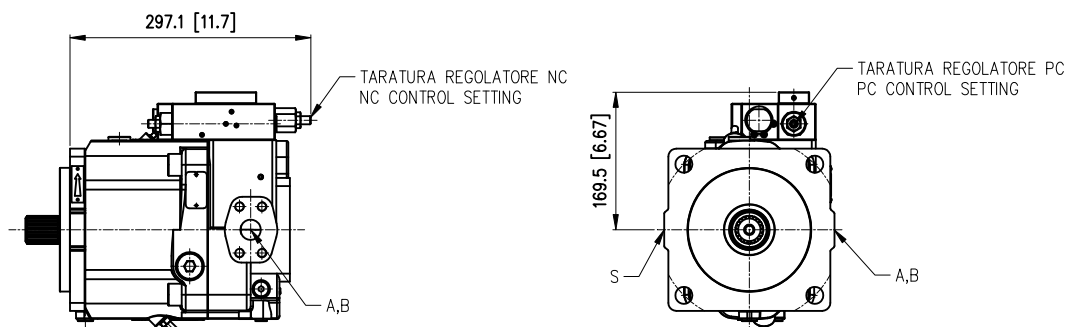 297.1 [11.7]
TARATURA REGOLATORE NC
NC CONTROL SETTING
A,B
TARATURA REGOLATORE PC
PC CONTROL SETTING
169.5 [6.67]
S
A,B